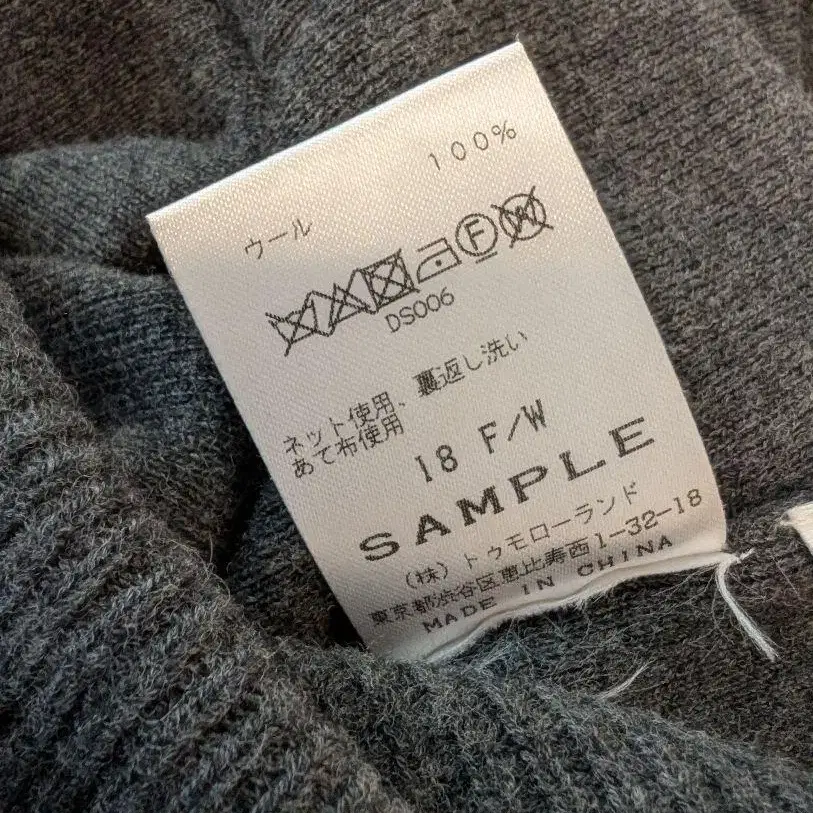 ウール 100%
F W
DS006
ネット使用、裏返し洗い
あて布使用
18 F/W
SAMPLE
(株)トゥモローランド
東京都渋谷区恵比寿西1-32-18
MADE IN CHINA